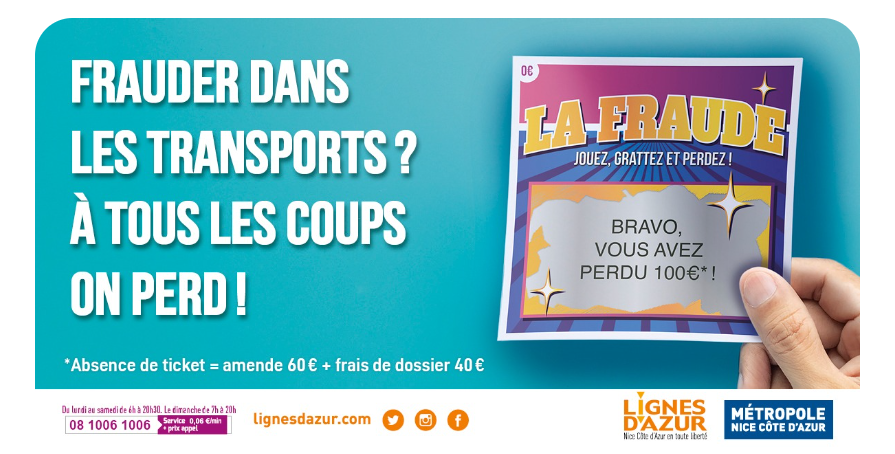 FRAUDER DANS
LES TRANSPORTS ?
À TOUS LES COUPS
ON PERD !
*Absence de ticket = amende 60 € + frais de dossier 40 €
0€
LA FRAUDE
JOUEZ, GRATTEZ ET PERDEZ !
BRAVO,
VOUS AVEZ
PERDU 100€* !
Du lundi au samedi de 6h à 20h30. Le dimanche de 7h à 20h
08 1006 1006
Service 0,06 €/min
+ prix appel
lignesdazur.com
LIGNES
D'AZUR
Nice Côte d'Azur en toute liberté
MÉTROPOLE
NICE CÔTE D'AZUR